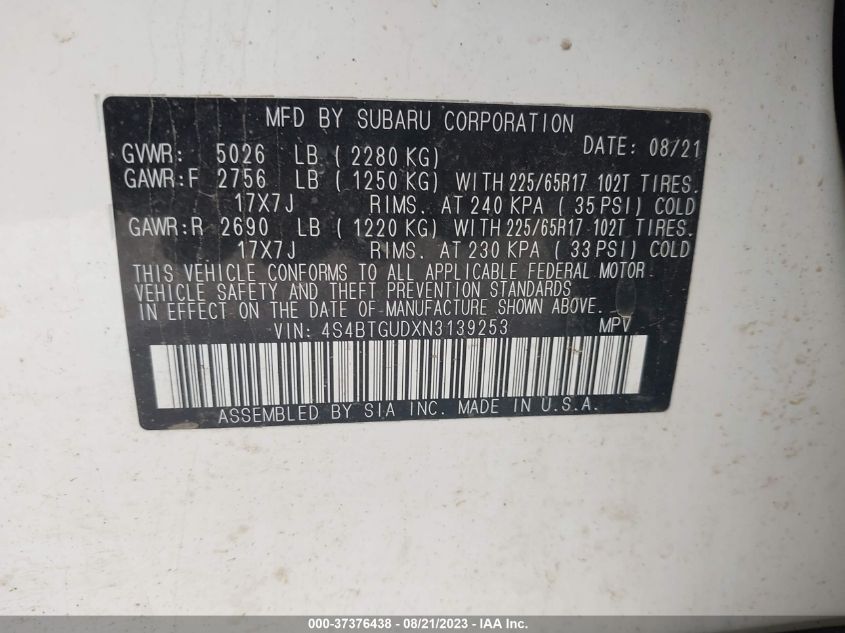 MFD BY SUBARU CORPORATION
GVWR: 5026 LB ( 2280 KG) DATE: 08/21
GAWR:F 2756 LB ( 1250 KG) WITH 225/65R17 102T TIRES.
17X7J RIMS. AT 240 KPA ( 35 PSI) COLD
GAWR:R 2690 LB ( 1220 KG) WITH 225/65R17 102T TIRES.
17X7J RIMS. AT 230 KPA ( 33 PSI) COLD
THIS VEHICLE CONFORMS TO ALL APPLICABLE FEDERAL MOTOR
VEHICLE SAFETY AND THEFT PREVENTION STANDARDS
IN EFFECT ON THE DATE OF MANUFACTURE SHOWN ABOVE.
VIN: 4S4BTGUDXN3139253 MPV
ASSEMBLED BY SIA INC. MADE IN U.S.A.
000-37376438 - 08/21/2023 - IAA Inc.